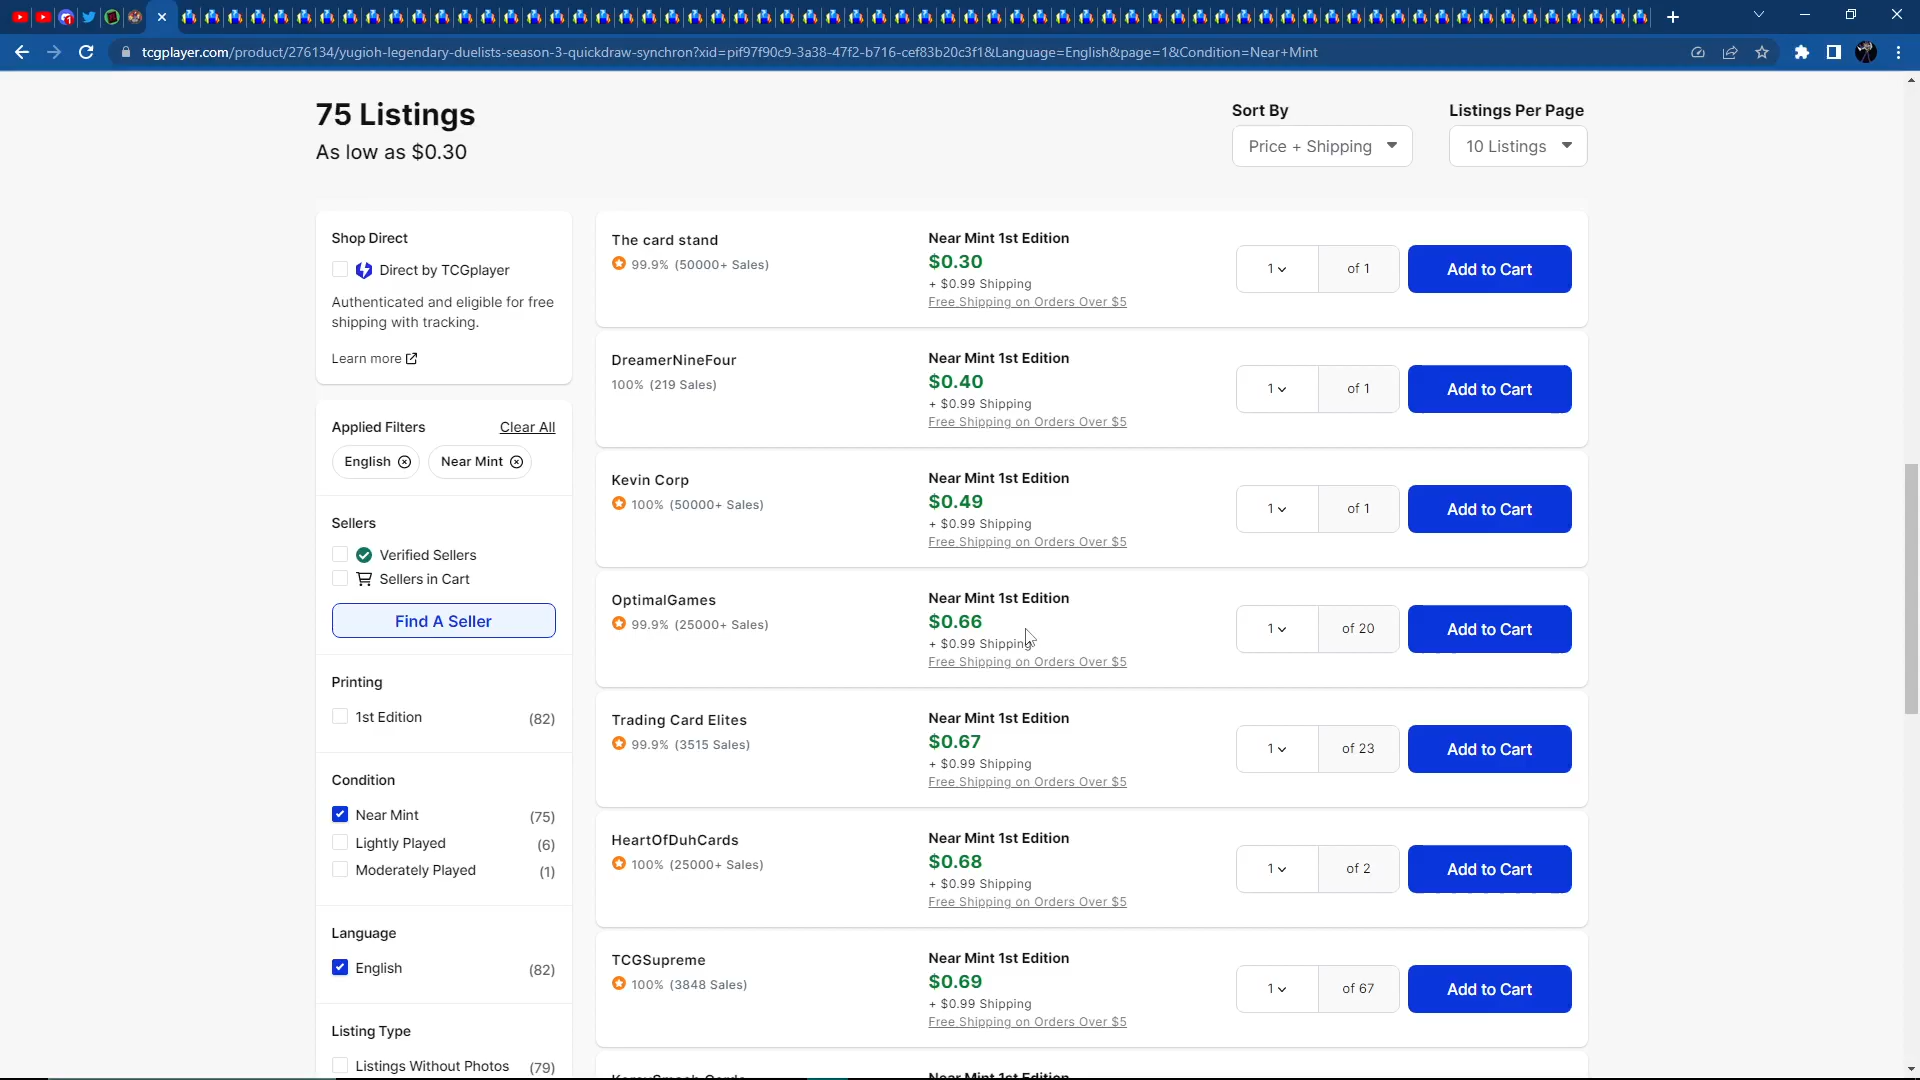 tcgplayer.com/product/276134/yugioh-legendary-duelists-season-3-quickdraw-synchron?xid=pif97f90c9-3a38-47f2-b716-cef83b20c3f1&Language=English&page=1&Condition=Near+Mint
75 Listings
As low as $0.30
Sort By
Price + Shipping
Listings Per Page
10 Listings
Shop Direct
Direct by TCGplayer
Authenticated and eligible for free
shipping with tracking.
Learn more
Applied Filters
Clear All
English
Near Mint
Sellers
Verified Sellers
Sellers in Cart
Find A Seller
Printing
1st Edition (82)
Condition
Near Mint (75)
Lightly Played (6)
Moderately Played (1)
Language
English (82)
Listing Type
Listings Without Photos (79)
The card stand
99.9% (50000+ Sales)
Near Mint 1st Edition
$0.30
+ $0.99 Shipping
Free Shipping on Orders Over $5
1
of 1
Add to Cart
DreamerNineFour
100% (219 Sales)
Near Mint 1st Edition
$0.40
+ $0.99 Shipping
Free Shipping on Orders Over $5
1
of 1
Add to Cart
Kevin Corp
100% (50000+ Sales)
Near Mint 1st Edition
$0.49
+ $0.99 Shipping
Free Shipping on Orders Over $5
1
of 1
Add to Cart
OptimalGames
99.9% (25000+ Sales)
Near Mint 1st Edition
$0.66
+ $0.99 Shipping
Free Shipping on Orders Over $5
1
of 20
Add to Cart
Trading Card Elites
99.9% (3515 Sales)
Near Mint 1st Edition
$0.67
+ $0.99 Shipping
Free Shipping on Orders Over $5
1
of 23
Add to Cart
HeartOfDuhCards
100% (25000+ Sales)
Near Mint 1st Edition
$0.68
+ $0.99 Shipping
Free Shipping on Orders Over $5
1
of 2
Add to Cart
TCGSupreme
100% (3848 Sales)
Near Mint 1st Edition
$0.69
+ $0.99 Shipping
Free Shipping on Orders Over $5
1
of 67
Add to Cart
Near Mint 1st Edition